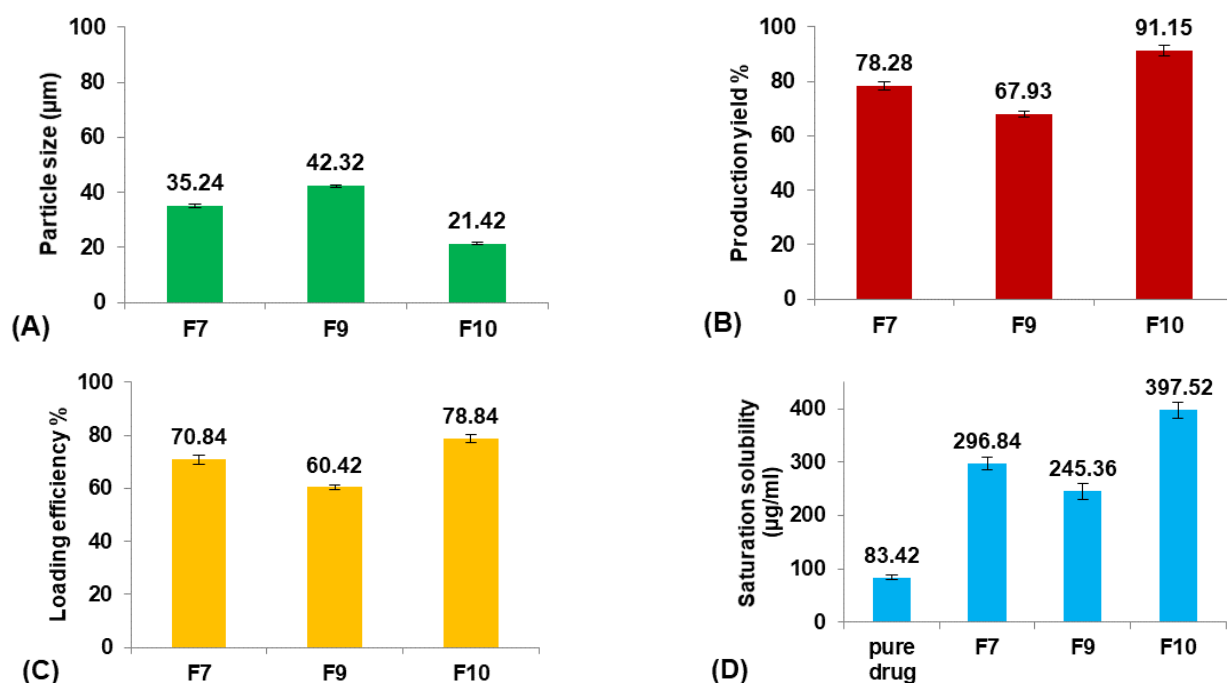 Particle size (μm)
100
80
60
40
20
0
35.24
42.32
21.42
F7
F9
F10
(A)
Production yield %
100
80
60
40
20
0
78.28
67.93
91.15
F7
F9
F10
(B)
Loading efficiency %
100
80
60
40
20
0
70.84
60.42
78.84
F7
F9
F10
(C)
Saturation solubility
(μg/ml)
400
300
200
100
0
83.42
296.84
245.36
397.52
pure
drug
F7
F9
F10
(D)